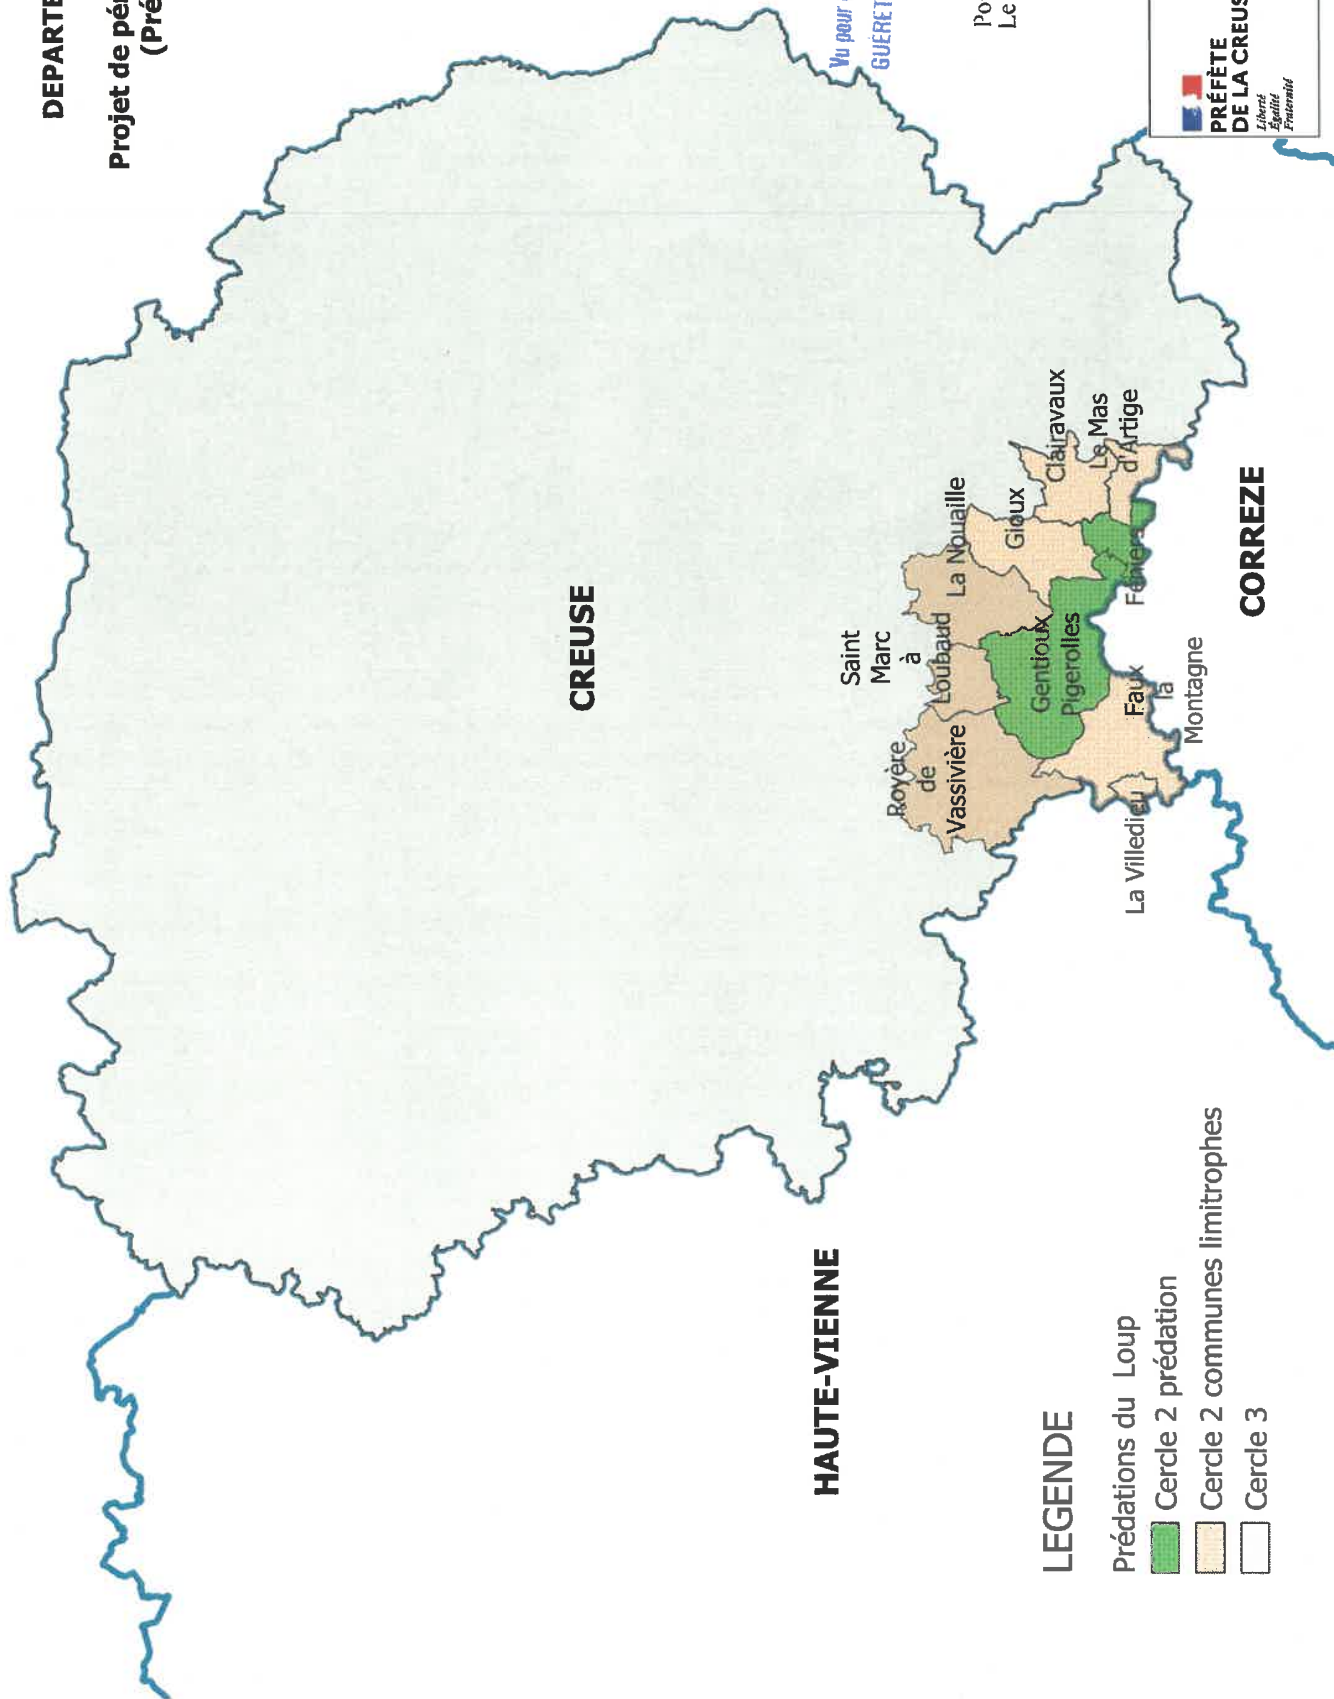 DEPARTE
Projet de pér
(Pré
Vu pour
GUÉRET
Po
Le
PRÉFÈTE
DE LA CREUS
Liberté
Égalité
Fraternité
CREUSE
Saint
Marc
à
Loubaud
La Nouaille
Gioux
Clairavaux
Le Mas
d'Artige
Royère
de
Vassivière
Gentioux
Pigerolles
Faux
la
Montagne
La Villedieu
CORREZE
HAUTE-VIENNE
LEGENDE
Prédations du Loup
Cercle 2 prédation
Cercle 2 communes limitrophes
Cercle 3